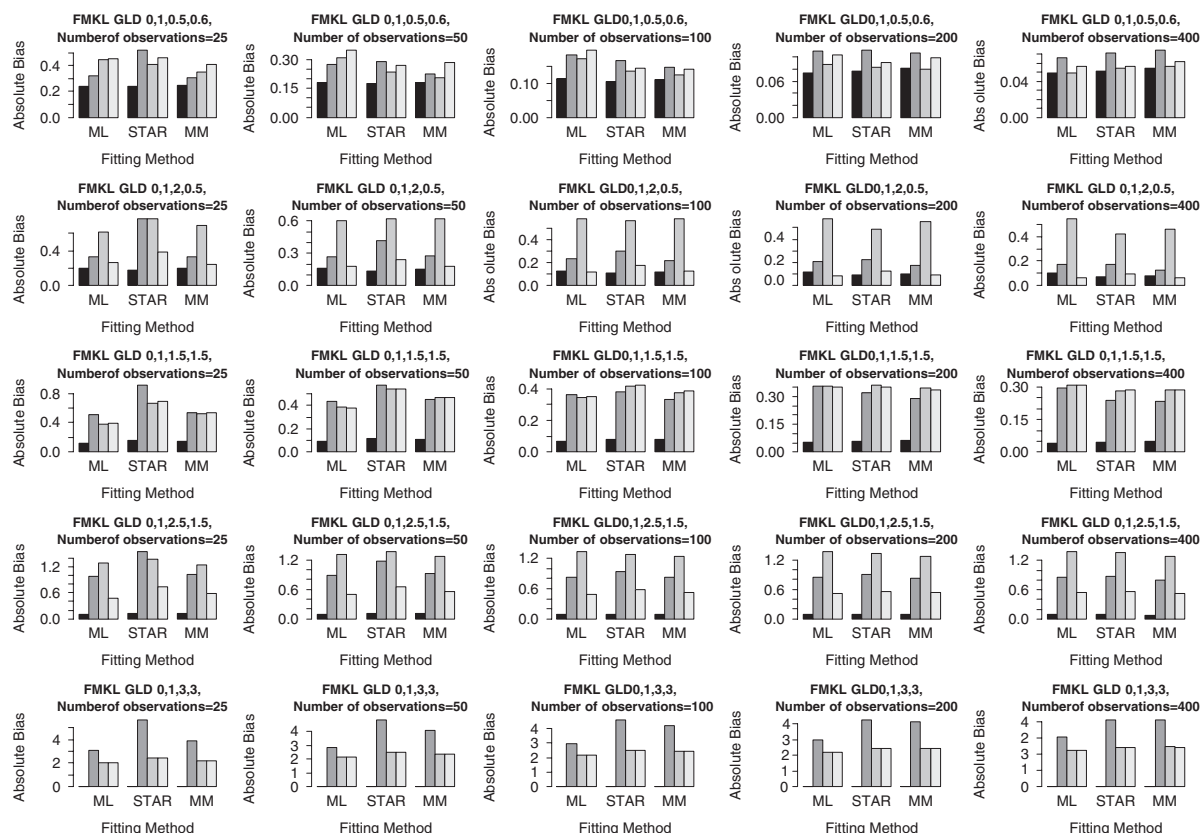 FMKL GLD 0,1,0.5,0.6,
Numberof observations=25
Absolute Bias
0.4
0.2
0.0
ML STAR MM
Fitting Method
FMKL GLD 0,1,0.5,0.6,
Number of observations=50
Absolute Bias
0.30
0.15
0.00
ML STAR MM
Fitting Method
FMKL GLD0,1,0.5,0.6,
Number of observations=100
Absolute Bias
0.10
0.00
ML STAR MM
Fitting Method
FMKL GLD0,1,0.5,0.6,
Number of observations=200
Absolute Bias
0.06
0.00
ML STAR MM
Fitting Method
FMKL GLD 0,1,0.5,0.6,
Numberof observations=400
Abs olute Bias
0.04
0.00
ML STAR MM
Fitting Method
FMKL GLD 0,1,2,0.5,
Numberof observations=25
Absolute Bias
0.4
0.0
ML STAR MM
Fitting Method
FMKL GLD 0,1,2,0.5,
Number of observations=50
Absolute Bias
0.6
0.3
0.0
ML STAR MM
Fitting Method
FMKL GLD0,1,2,0.5,
Number of observations=100
Absolute Bias
0.4
0.2
0.0
ML STAR MM
Fitting Method
FMKL GLD0,1,2,0.5,
Number of observations=200
Abs olute Bias
0.4
0.2
0.0
ML STAR MM
Fitting Method
FMKL GLD 0,1,2,0.5,
Numberof observations=400
Abs olute Bias
0.4
0.2
0.0
ML STAR MM
Fitting Method
FMKL GLD 0,1,1.5,1.5,
Numberof observations=25
Absolute Bias
0.8
0.4
0.0
ML STAR MM
Fitting Method
FMKL GLD 0,1,1.5,1.5,
Number of observations=50
Absolute Bias
0.4
0.2
0.0
ML STAR MM
Fitting Method
FMKL GLD0,1,1.5,1.5,
Number of observations=100
Absolute Bias
0.4
0.2
0.0
ML STAR MM
Fitting Method
FMKL GLD0,1,1.5,1.5,
Number of observations=200
Absolute Bias
0.30
0.15
0.00
ML STAR MM
Fitting Method
FMKL GLD 0,1,1.5,1.5,
Numberof observations=400
Absolute Bias
0.30
0.15
0.00
ML STAR MM
Fitting Method
FMKL GLD 0,1,2.5,1.5,
Numberof observations=25
Absolute Bias
1.2
0.6
0.0
ML STAR MM
Fitting Method
FMKL GLD 0,1,2.5,1.5,
Number of observations=50
Absolute Bias
1.2
0.6
0.0
ML STAR MM
Fitting Method
FMKL GLD0,1,2.5,1.5,
Number of observations=100
Absolute Bias
1.2
0.6
0.0
ML STAR MM
Fitting Method
FMKL GLD0,1,2.5,1.5,
Number of observations=200
Absolute Bias
1.2
0.6
0.0
ML STAR MM
Fitting Method
FMKL GLD 0,1,2.5,1.5,
Numberof observations=400
Absolute Bias
1.2
0.6
0.0
ML STAR MM
Fitting Method
FMKL GLD 0,1,3,3,
Numberof observations=25
Absolute Bias
4
2
0
ML STAR MM
Fitting Method
FMKL GLD 0,1,3,3,
Number of observations=50
Absolute Bias
4
2
0
ML STAR MM
Fitting Method
FMKL GLD0,1,3,3,
Number of observations=100
Absolute Bias
4
3
2
1
0
ML STAR MM
Fitting Method
FMKL GLD0,1,3,3,
Number of observations=200
Absolute Bias
4
3
2
1
0
ML STAR MM
Fitting Method
FMKL GLD 0,1,3,3,
Numberof observations=400
Absolute Bias
4
3
2
1
0
ML STAR MM
Fitting Method